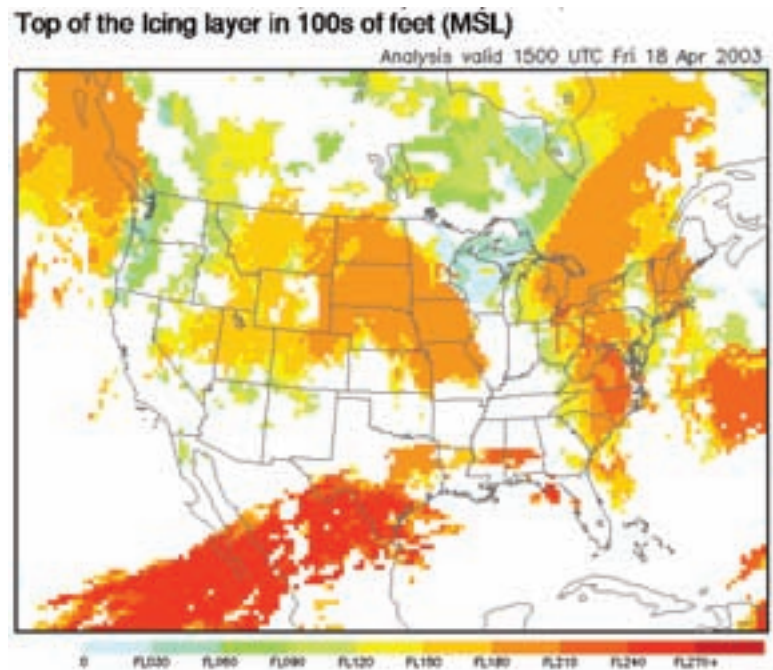 Top of the Icing layer in 100s of feet (MSL)
Analysis valid 1500 UTC Fri 18 Apr 2003
0 FL030 FL060 FL090 FL120 FL150 FL180 FL210 FL240 FL270+